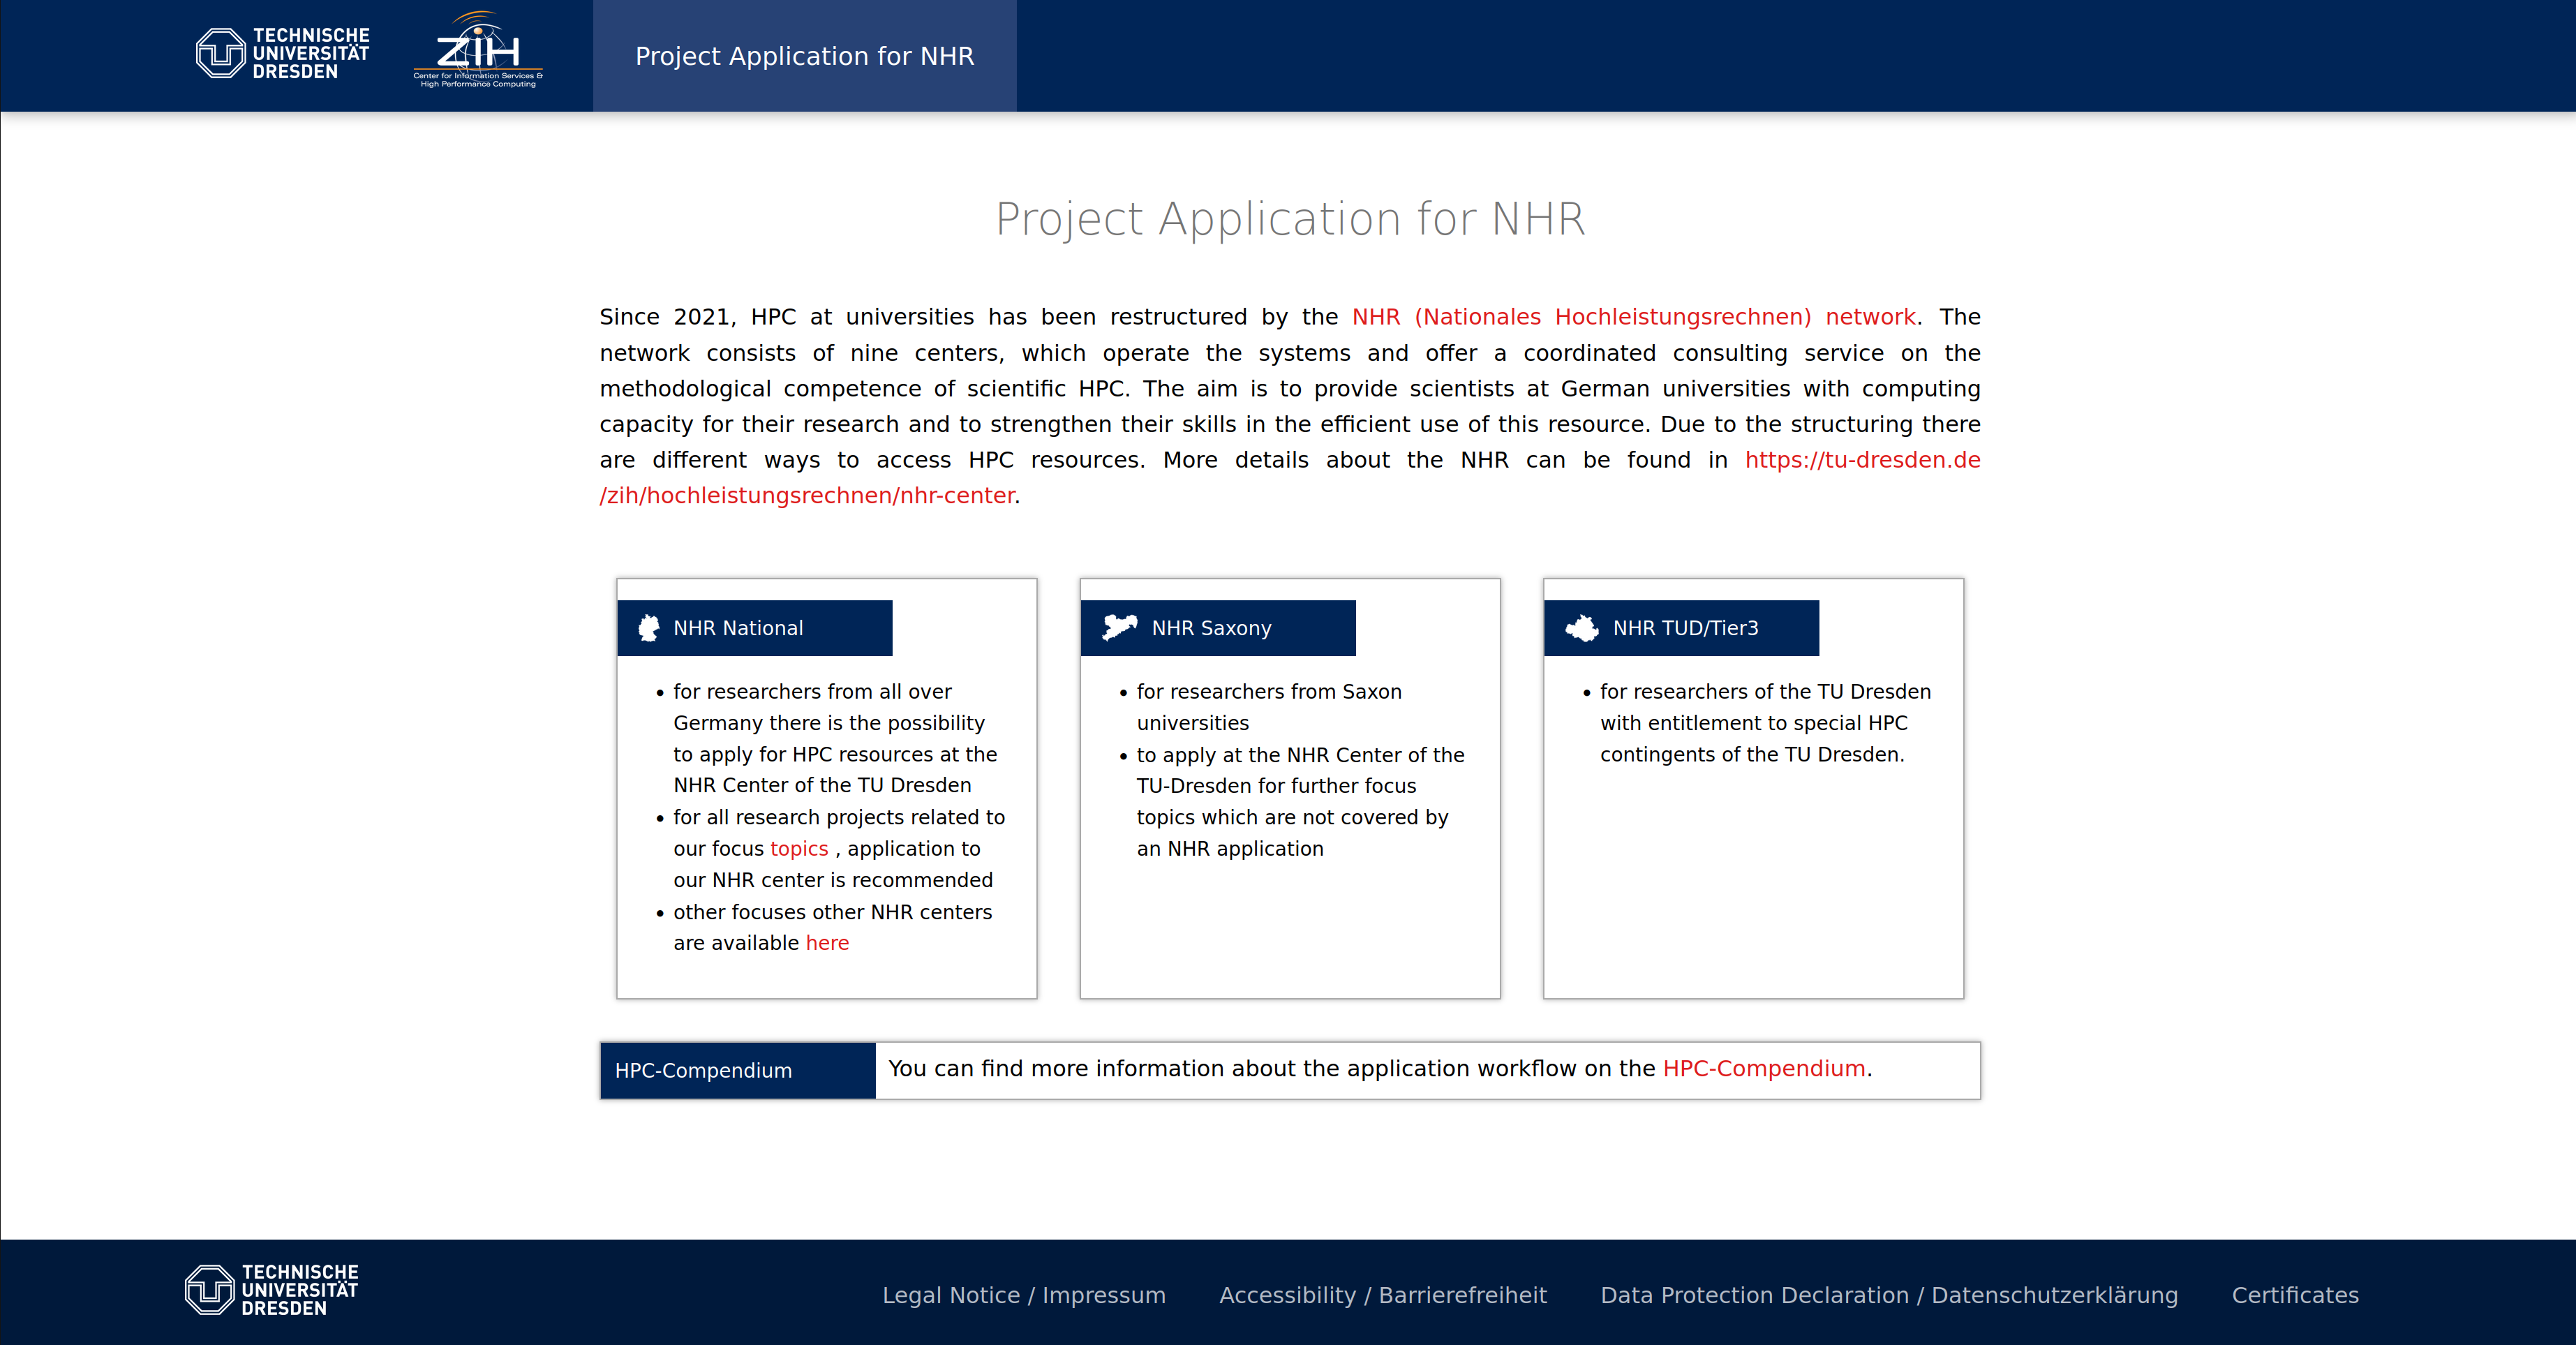 TECHNISCHE
UNIVERSITÄT
DRESDEN
ZIH
Center for Information Services &
High Performance Computing
Project Application for NHR
Project Application for NHR
Since 2021, HPC at universities has been restructured by the NHR (Nationales Hochleistungsrechnen) network. The
network consists of nine centers, which operate the systems and offer a coordinated consulting service on the
methodological competence of scientific HPC. The aim is to provide scientists at German universities with computing
capacity for their research and to strengthen their skills in the efficient use of this resource. Due to the structuring there
are different ways to access HPC resources. More details about the NHR can be found in https://tu-dresden.de
/zih/hochleistungsrechnen/nhr-center.
NHR National
• for researchers from all over
Germany there is the possibility
to apply for HPC resources at the
NHR Center of the TU Dresden
• for all research projects related to
our focus topics , application to
our NHR center is recommended
• other focuses other NHR centers
are available here
NHR Saxony
• for researchers from Saxon
universities
• to apply at the NHR Center of the
TU-Dresden for further focus
topics which are not covered by
an NHR application
NHR TUD/Tier3
• for researchers of the TU Dresden
with entitlement to special HPC
contingents of the TU Dresden.
HPC-Compendium
You can find more information about the application workflow on the HPC-Compendium.
TECHNISCHE
UNIVERSITÄT
DRESDEN
Legal Notice / Impressum
Accessibility / Barrierefreiheit
Data Protection Declaration / Datenschutzerklärung
Certificates